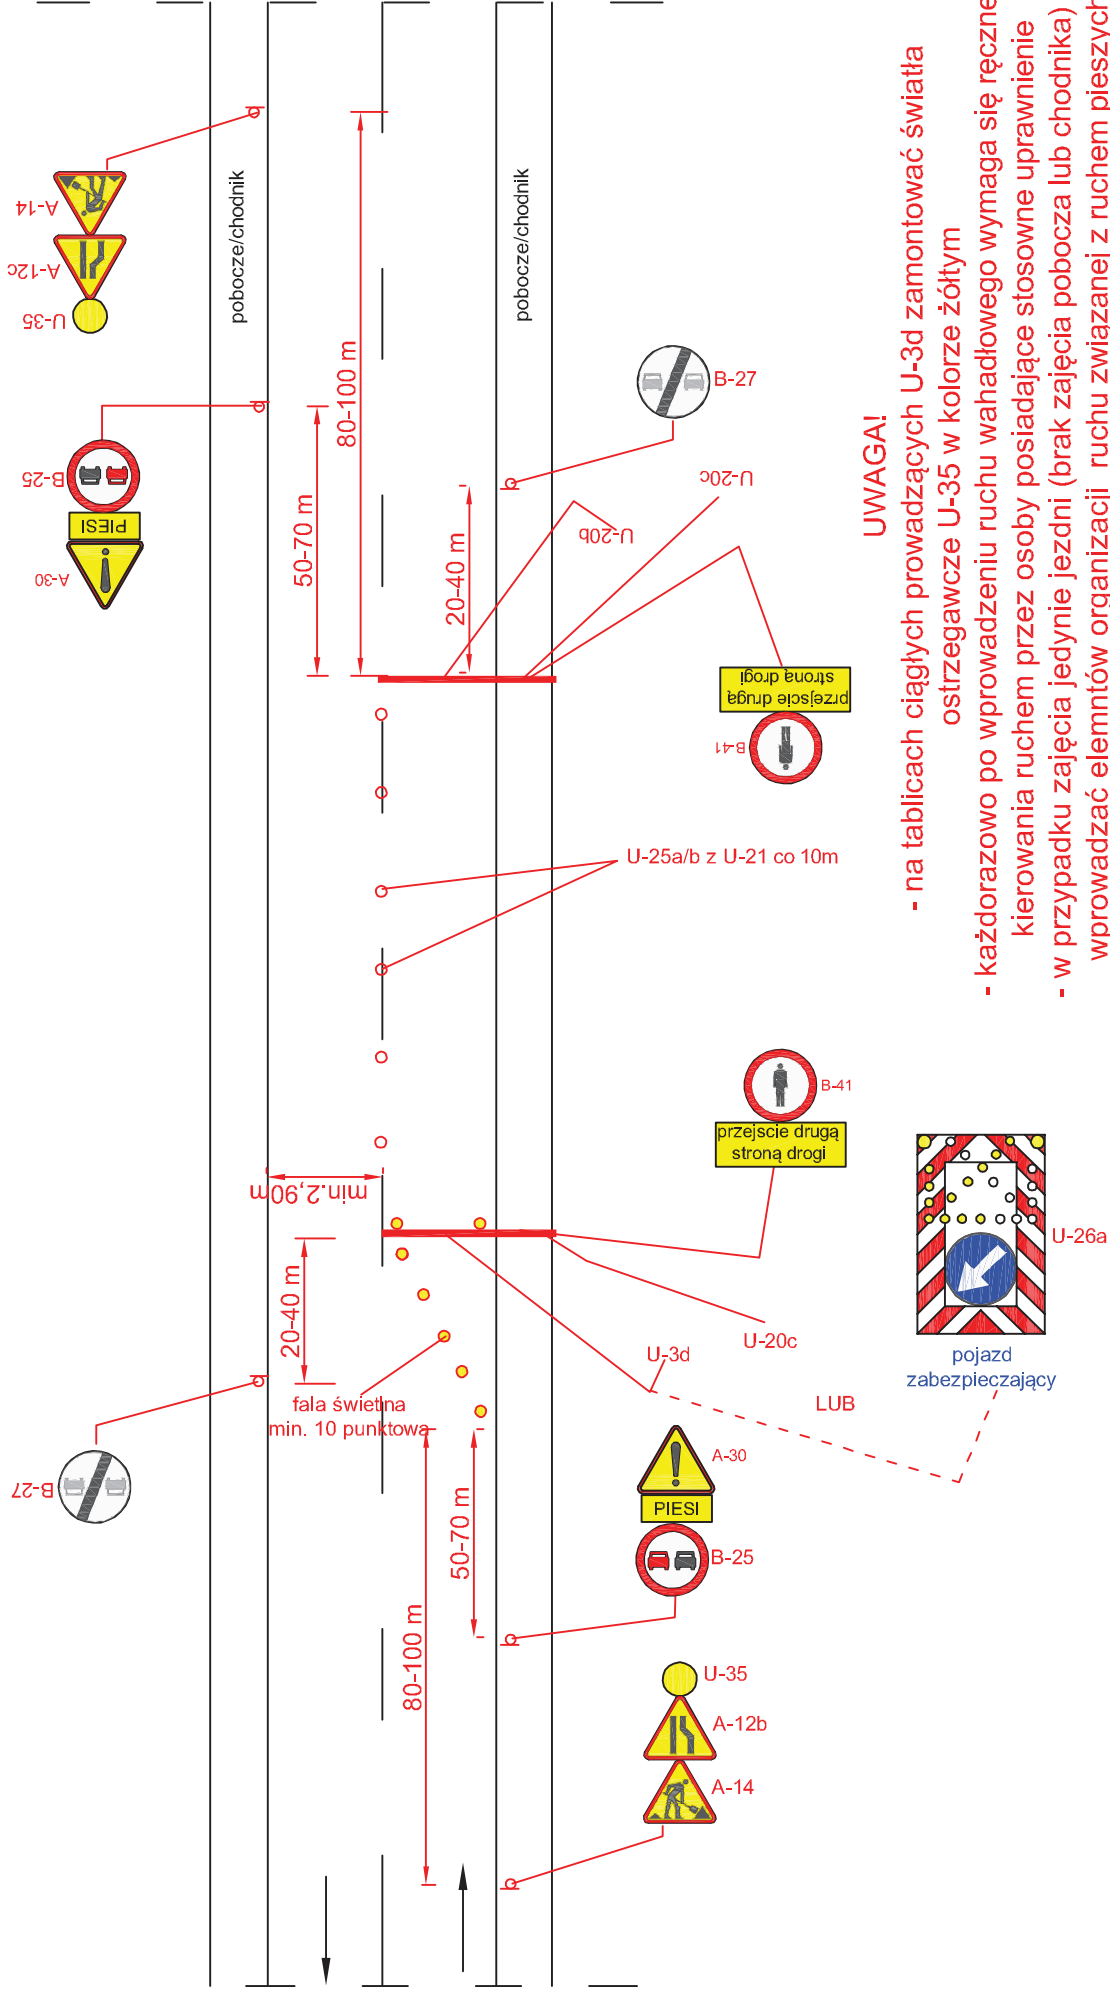 A-14
A-12c
U-35
pobocze/chodnik
pobocze/chodnik
80-100 m
B-25
PIESI
A-30
50-70 m
B-27
20-40 m
U-20c
U-20b
przejscie drugą
stroną drogi
B-41
U-25a/b z U-21 co 10m
UWAGA!
- na tablicach ciągłych prowadzących U-3d zamontować światła
ostrzegawcze U-35 w kolorze żółtym
- każdorazowo po wprowadzeniu ruchu wahadłowego wymaga się ręczne
kierowania ruchem przez osoby posiadające stosowne uprawnienie
- w przypadku zajęcia jedynie jezdni (brak zajęcia pobocza lub chodnika)
wprowadzać elemntów organizacji ruchu związanej z ruchem pieszych
B-41
przejscie drugą
stroną drogi
min.2,90m
U-26a
20-40 m
U-20c
U-3d
pojazd
zabezpieczający
LUB
fala świetlna
min. 10 punktowa
B-27
A-30
PIESI
B-25
50-70 m
80-100 m
U-35
A-12b
A-14